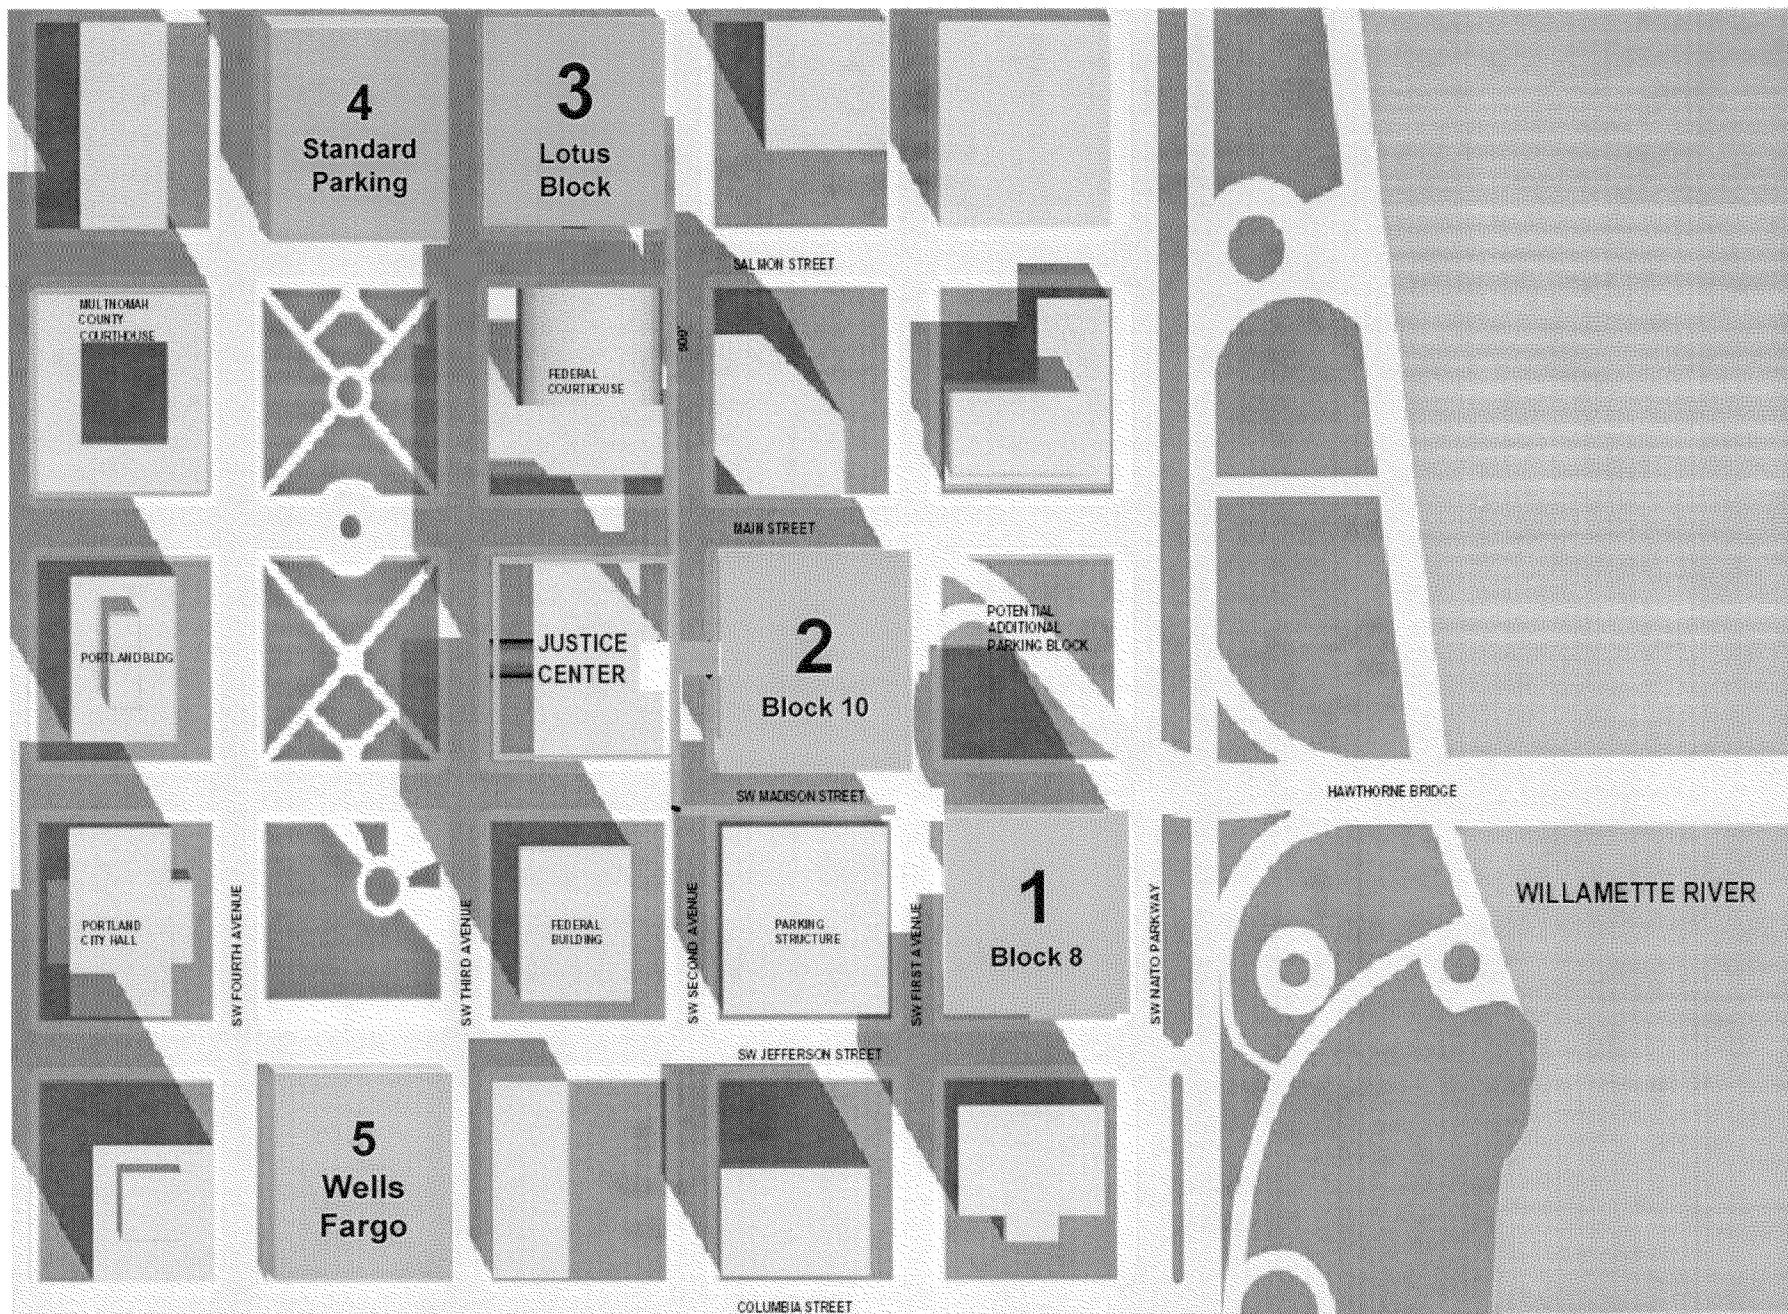 4
Standard
Parking
3
Lotus
Block
SALMON STREET
MULTNOMAH
COUNTY
COURTHOUSE
FEDERAL
COURTHOUSE
500'
MAIN STREET
PORTLAND BLDG
JUSTICE
CENTER
2
Block 10
POTENTIAL
ADDITIONAL
PARKING BLOCK
SW MADISON STREET
HAWTHORNE BRIDGE
PORTLAND
CITY HALL
SW FOURTH AVENUE
SW THIRD AVENUE
FEDERAL
BUILDING
SW SECOND AVENUE
PARKING
STRUCTURE
SW FIRST AVENUE
1
Block 8
SW NAITO PARKWAY
WILLAMETTE RIVER
SW JEFFERSON STREET
5
Wells
Fargo
COLUMBIA STREET